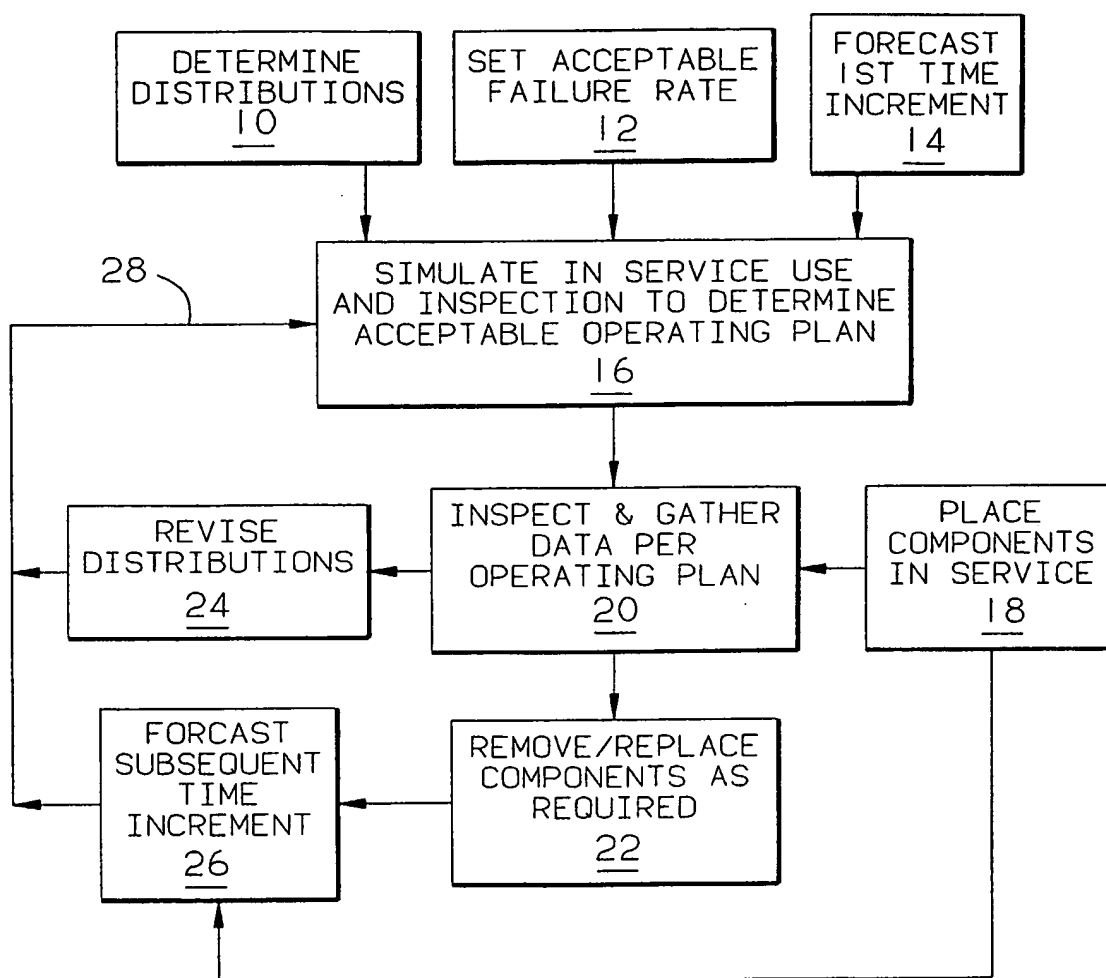 DETERMINE
DISTRIBUTIONS
10
SET ACCEPTABLE
FAILURE RATE
12
FORECAST
1ST TIME
INCREMENT
14
28
SIMULATE IN SERVICE USE
AND INSPECTION TO DETERMINE
ACCEPTABLE OPERATING PLAN
16
REVISE
DISTRIBUTIONS
24
INSPECT & GATHER
DATA PER
OPERATING PLAN
20
PLACE
COMPONENTS
IN SERVICE
18
FORCAST
SUBSEQUENT
TIME
INCREMENT
26
REMOVE/REPLACE
COMPONENTS AS
REQUIRED
22